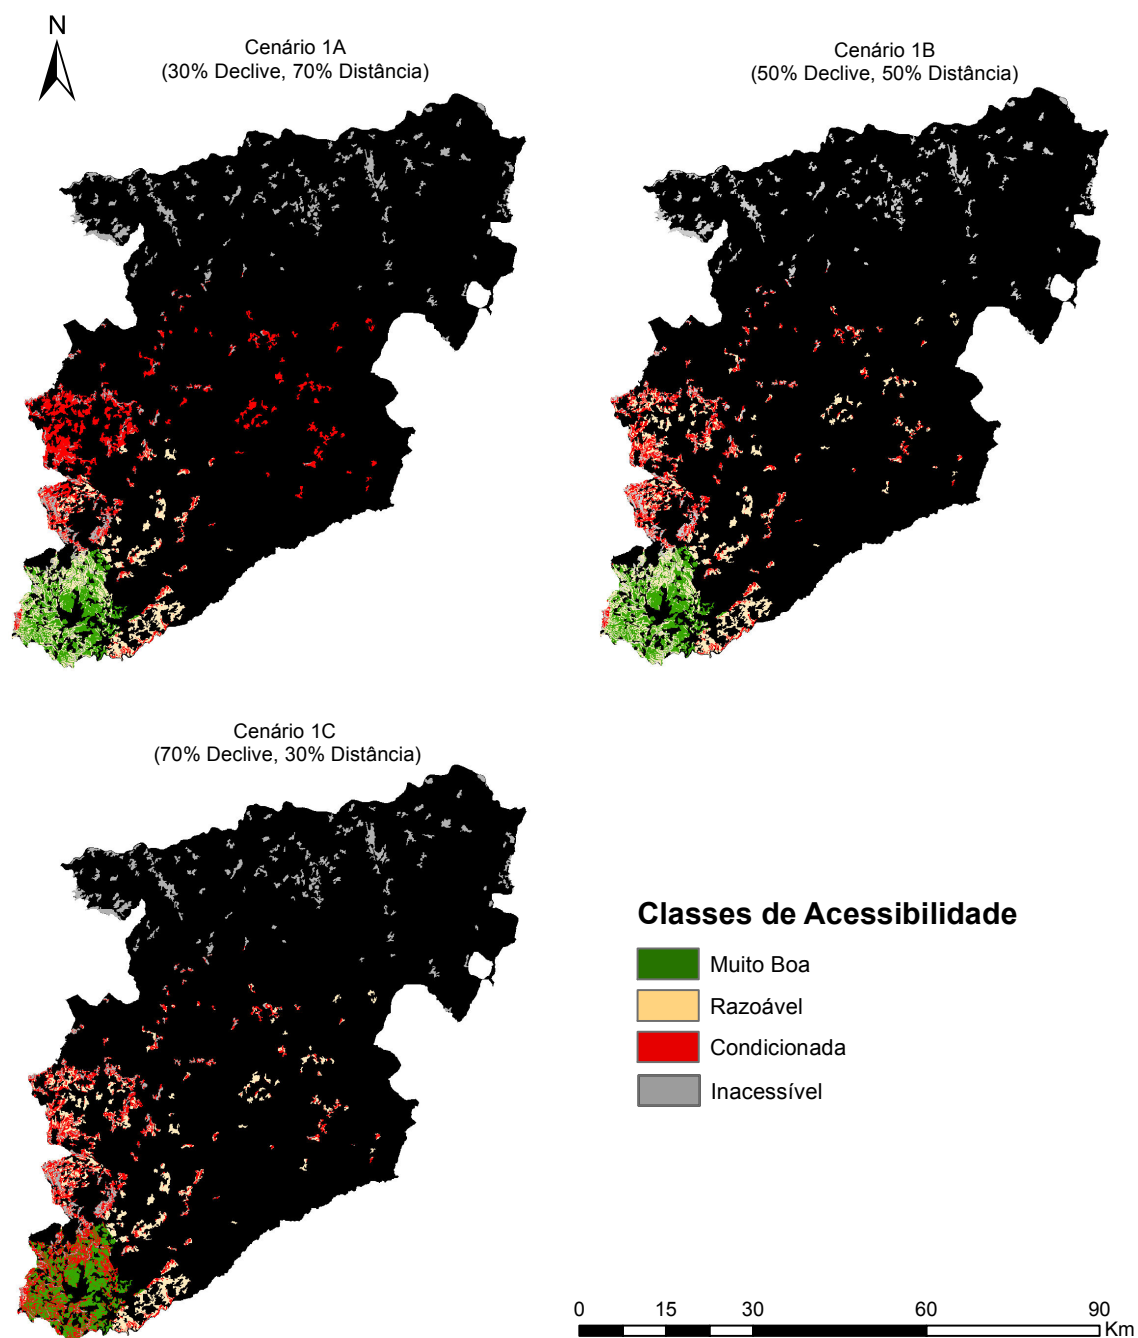 N
Cenário 1A
(30% Declive, 70% Distância)
Cenário 1B
(50% Declive, 50% Distância)
Cenário 1C
(70% Declive, 30% Distância)
Classes de Acessibilidade
Muito Boa
Razoável
Condicionada
Inacessível
0 15 30 60 90
Km